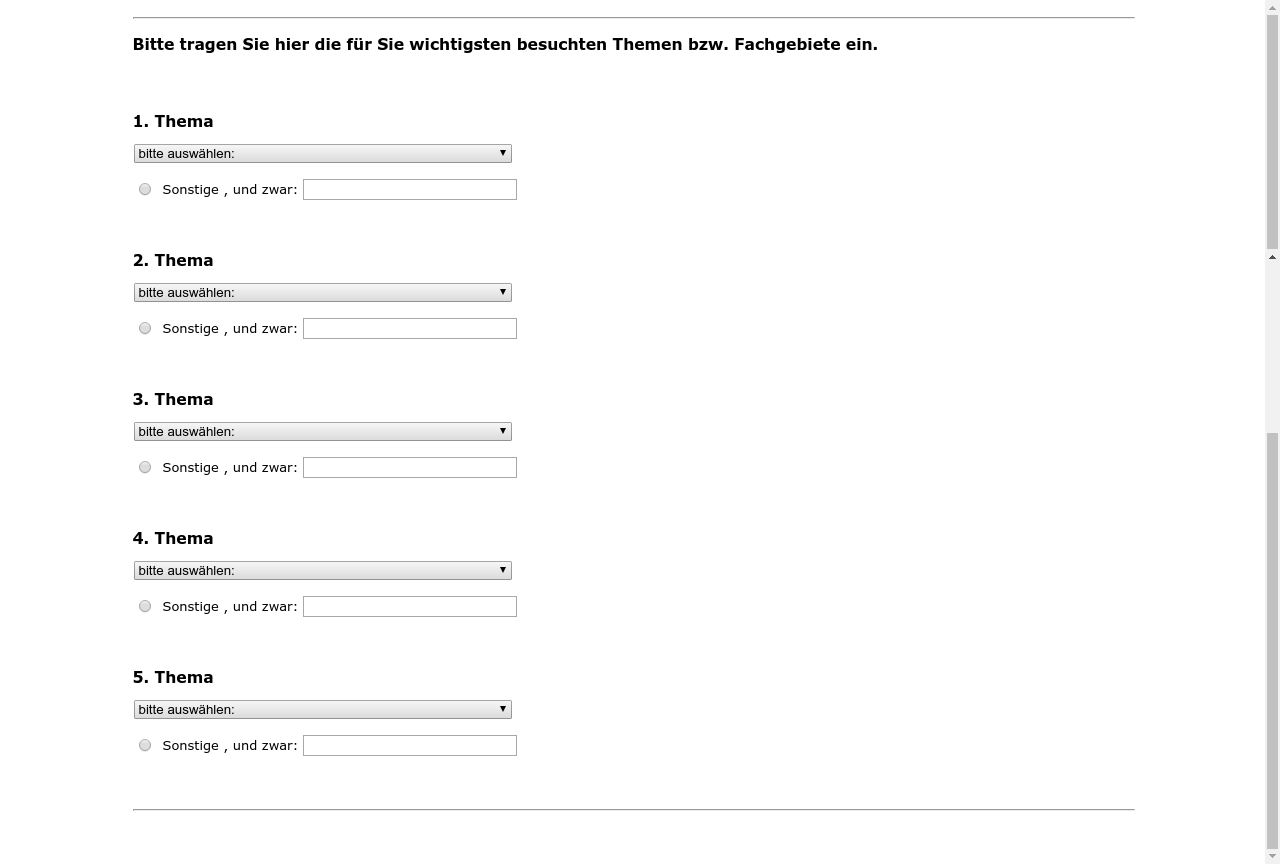 Bitte tragen Sie hier die für Sie wichtigsten besuchten Themen bzw. Fachgebiete ein.
1. Thema
bitte auswählen:
Sonstige , und zwar:
2. Thema
bitte auswählen:
Sonstige , und zwar:
3. Thema
bitte auswählen:
Sonstige , und zwar:
4. Thema
bitte auswählen:
Sonstige , und zwar:
5. Thema
bitte auswählen:
Sonstige , und zwar: